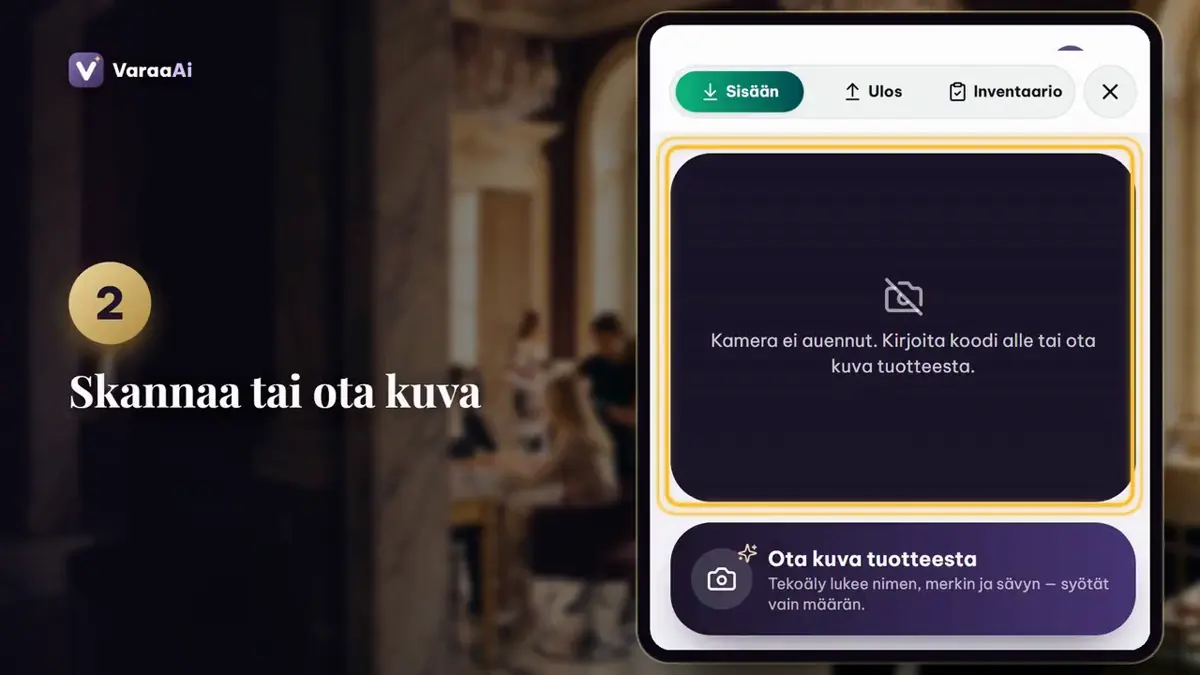 VaraaAi
2
Skannaa tai ota kuva
Sisään
Ulos
Inventaario
Kamera ei auennut. Kirjoita koodi alle tai ota
kuva tuotteesta.
Ota kuva tuotteesta
Tekoäly lukee nimen, merkin ja sävyn – syötät
vain määrän.